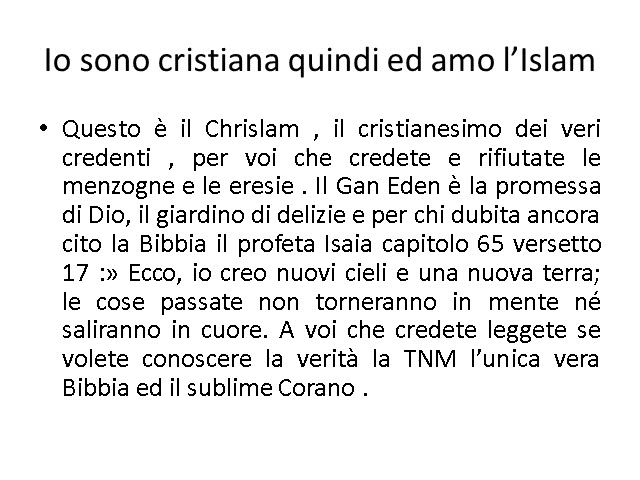 Io sono cristiana quindi ed amo l’Islam
• Questo è il Chrislam , il cristianesimo dei veri
credenti , per voi che credete e rifiutate le
menzogne e le eresie . Il Gan Eden è la promessa
di Dio, il giardino di delizie e per chi dubita ancora
cito la Bibbia il profeta Isaia capitolo 65 versetto
17 :» Ecco, io creo nuovi cieli e una nuova terra;
le cose passate non torneranno in mente né
saliranno in cuore. A voi che credete leggete se
volete conoscere la verità la TNM l’unica vera
Bibbia ed il sublime Corano .